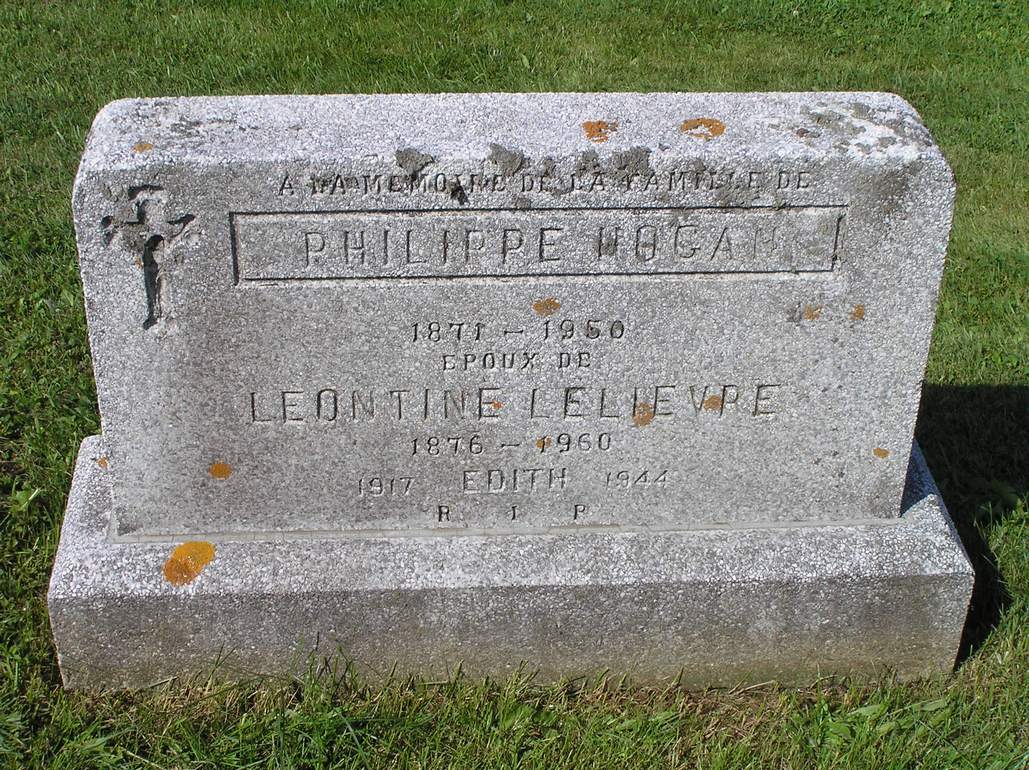 A LA MEMOIRE DE LA FAMILLE DE
PHILIPPE HOGAN
1871 - 1950
EPOUX DE
LEONTINE LELIEVRE
1876 - 1960
1917 EDITH 1944
R I P